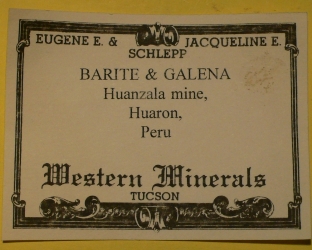 EUGENE E. & JACQUELINE E.
SCHLEPP
BARITE & GALENA
Huanzala mine,
Huaron,
Peru
Western Minerals
TUCSON